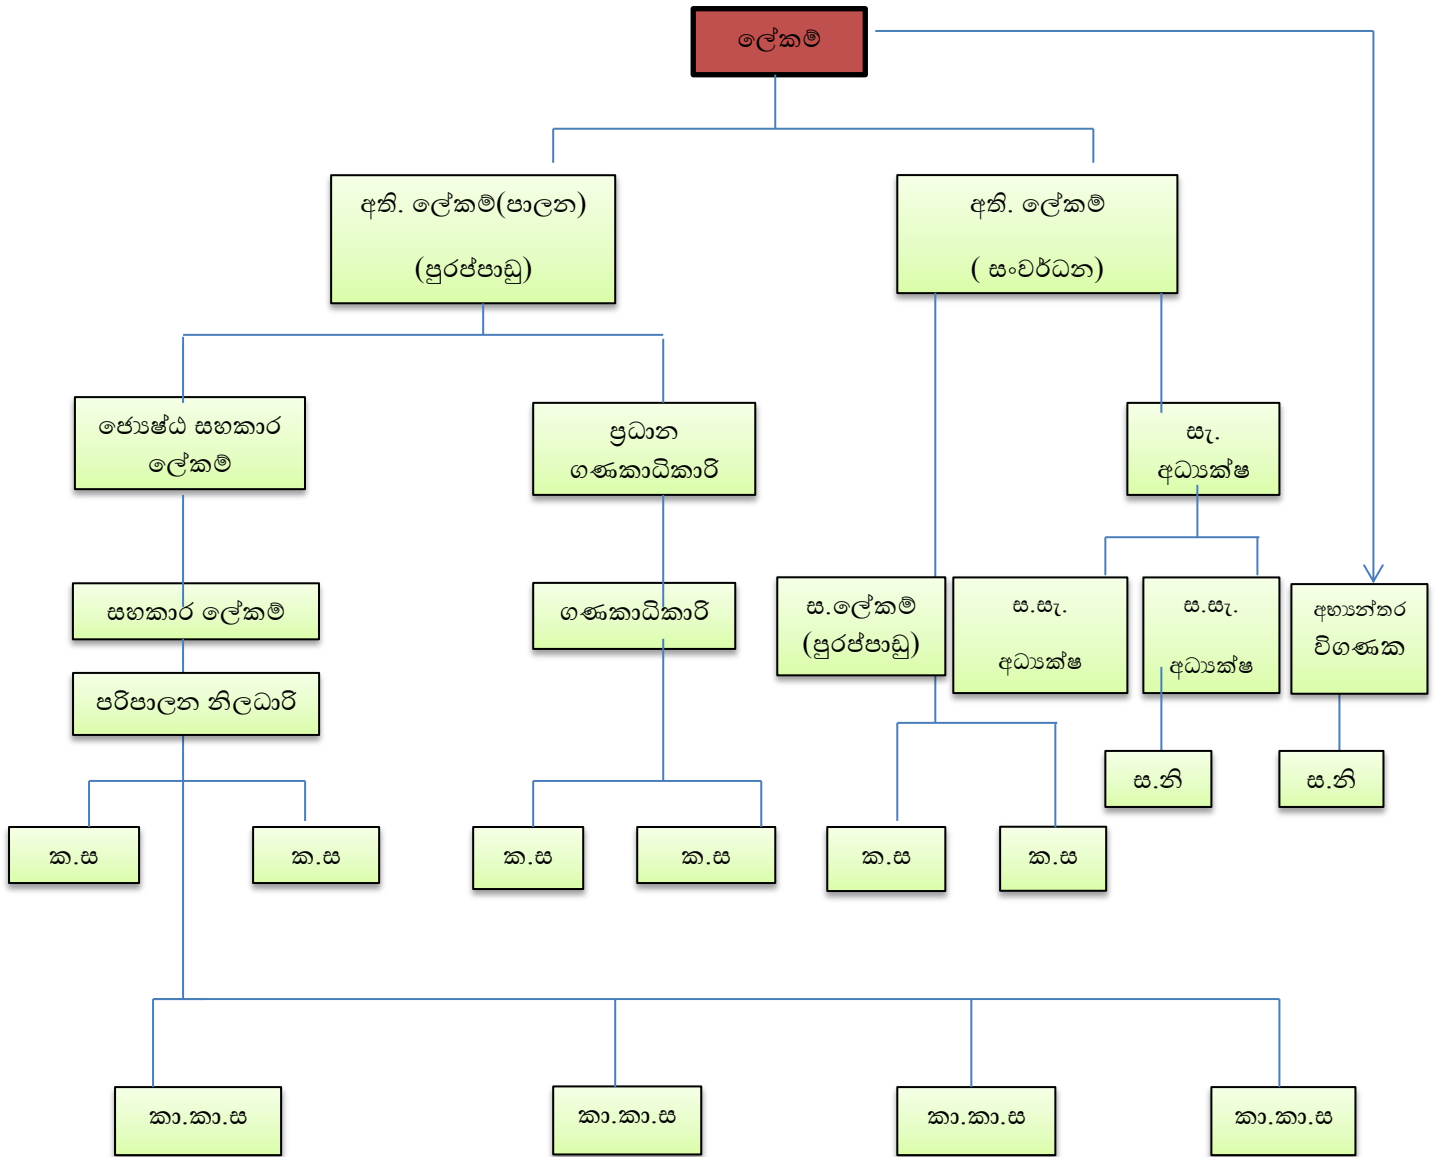 ලේකම්
අති. ලේකම්(පාලන)
(පුරප්පාඩු)
අති. ලේකම්
( සංවර්ධන)
ජ්‍යෙෂ්ඨ සහකාර
ලේකම්
ප්‍රධාන
ගණකාධිකාරි
සැ.
අධ්‍යක්ෂ
සහකාර ලේකම්
ගණකාධිකාරි
ස.ලේකම්
(පුරප්පාඩු)
ස.සැ.
අධ්‍යක්ෂ
ස.සැ.
අධ්‍යක්ෂ
අභ්‍යන්තර
විගණක
පරිපාලන නිලධාරි
ස.නි
ස.නි
ක.ස
ක.ස
ක.ස
ක.ස
ක.ස
ක.ස
කා.කා.ස
කා.කා.ස
කා.කා.ස
කා.කා.ස